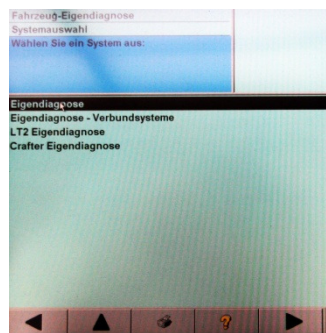 Fahrzeug-Eigendiagnose
Systemauswahl
Wählen Sie ein System aus:
Eigendiagnose
Eigendiagnose - Verbundsysteme
LT2 Eigendiagnose
Crafter Eigendiagnose
?